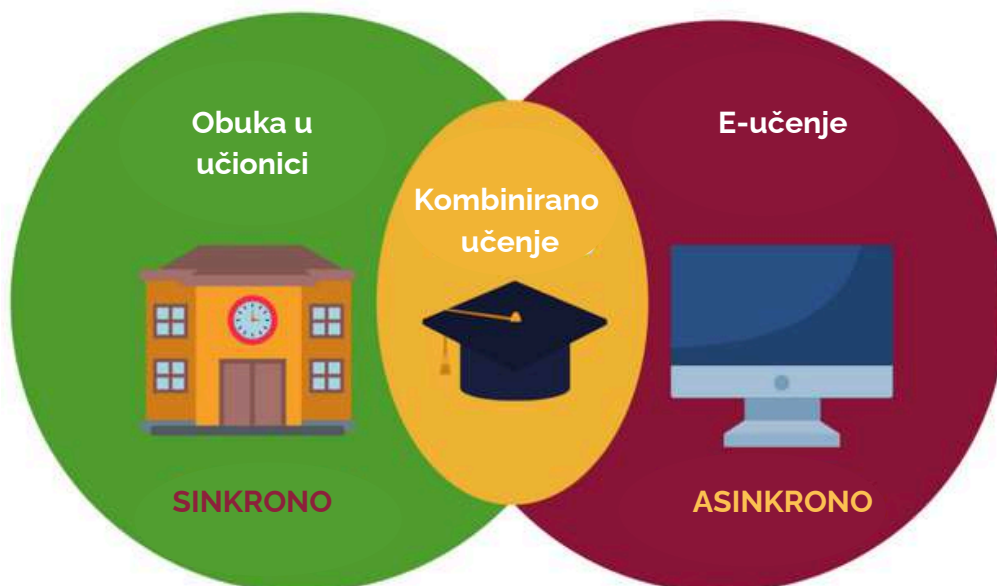 Obuka u
učionici
Kombinirano
učenje
E-učenje
SINKRONO
ASINKRONO